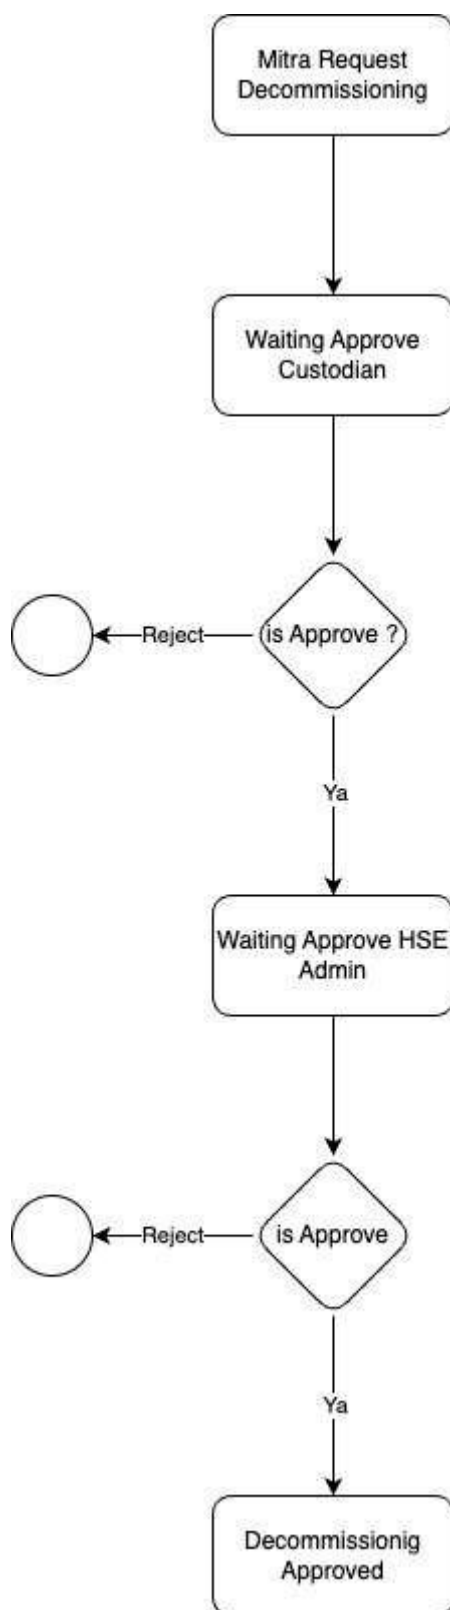 Mitra Request
Decommissioning
Waiting Approve
Custodian
Reject
is Approve ?
Ya
Waiting Approve HSE
Admin
Reject
is Approve
Ya
Decommissionig
Approved